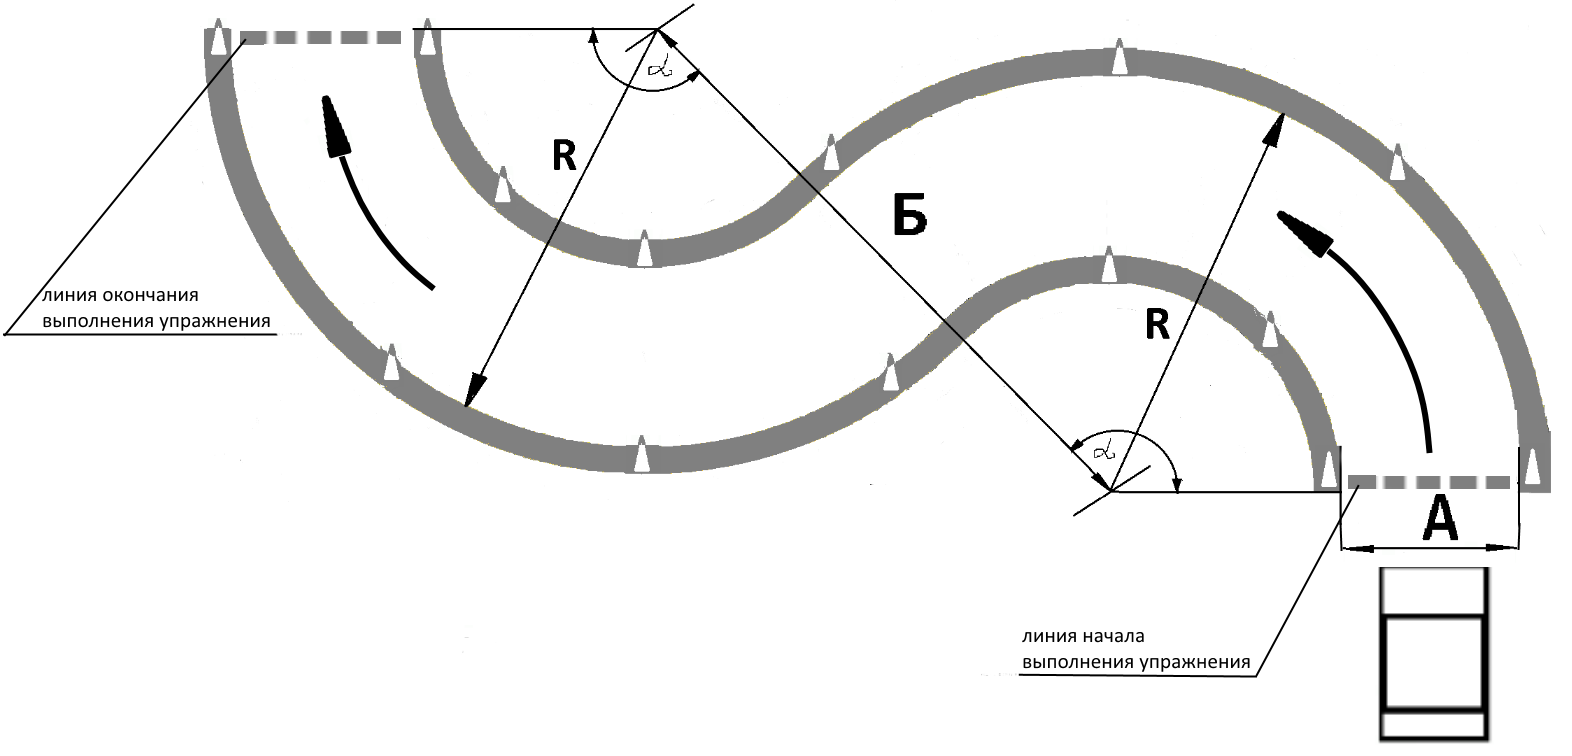 α
R
Б
линия окончания
выполнения упражнения
R
α
А
линия начала
выполнения упражнения